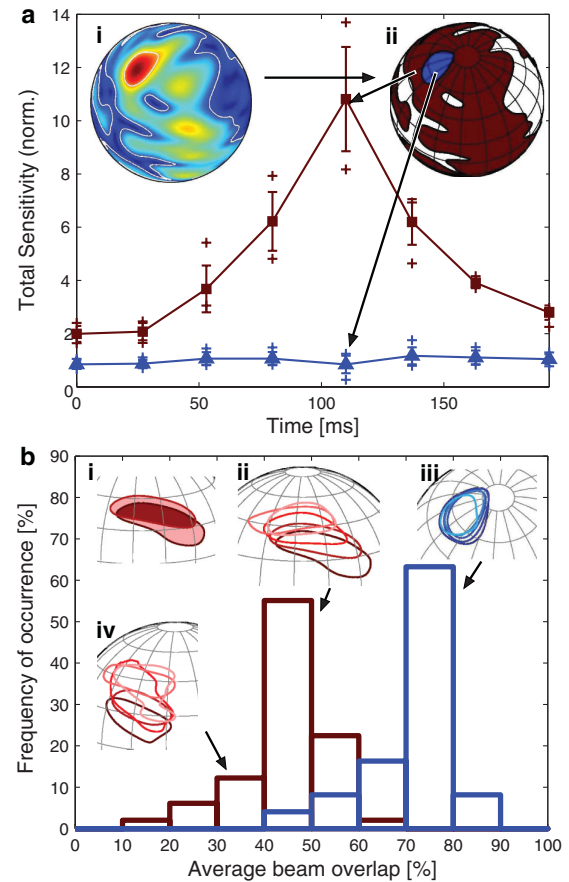 a
i
ii
14
12
10
8
6
4
2
0
Total Sensitivity (norm.)
0
50
100
150
Time [ms]
b
i
ii
iii
iv
90
80
70
60
50
40
30
20
10
0
Frequency of occurrence [%]
0 10 20 30 40 50 60 70 80 90 100
Average beam overlap [%]